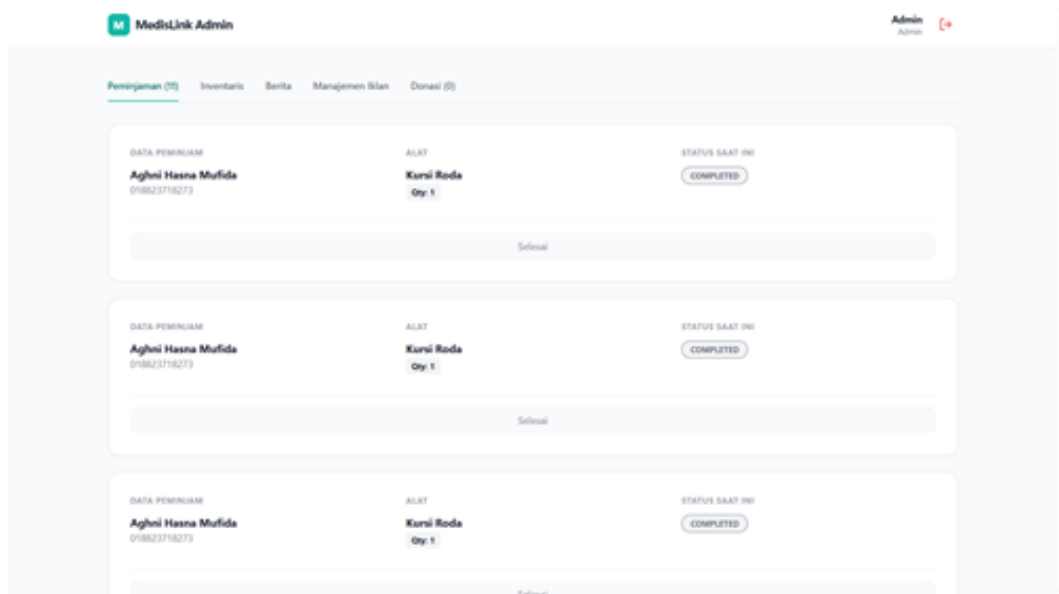 M MedisLink Admin
Admin
Admin
Peminjaman (11) Inventaris Berita Manajemen Iklan Donasi (0)
DATA PEMINJAM ALAT STATUS SAAT INI
Aghni Hasna Mufida Kursi Roda COMPLETED
018823718273 Qty: 1
Selesai
DATA PEMINJAM ALAT STATUS SAAT INI
Aghni Hasna Mufida Kursi Roda COMPLETED
018823718273 Qty: 1
Selesai
DATA PEMINJAM ALAT STATUS SAAT INI
Aghni Hasna Mufida Kursi Roda COMPLETED
018823718273 Qty: 1
Selesai